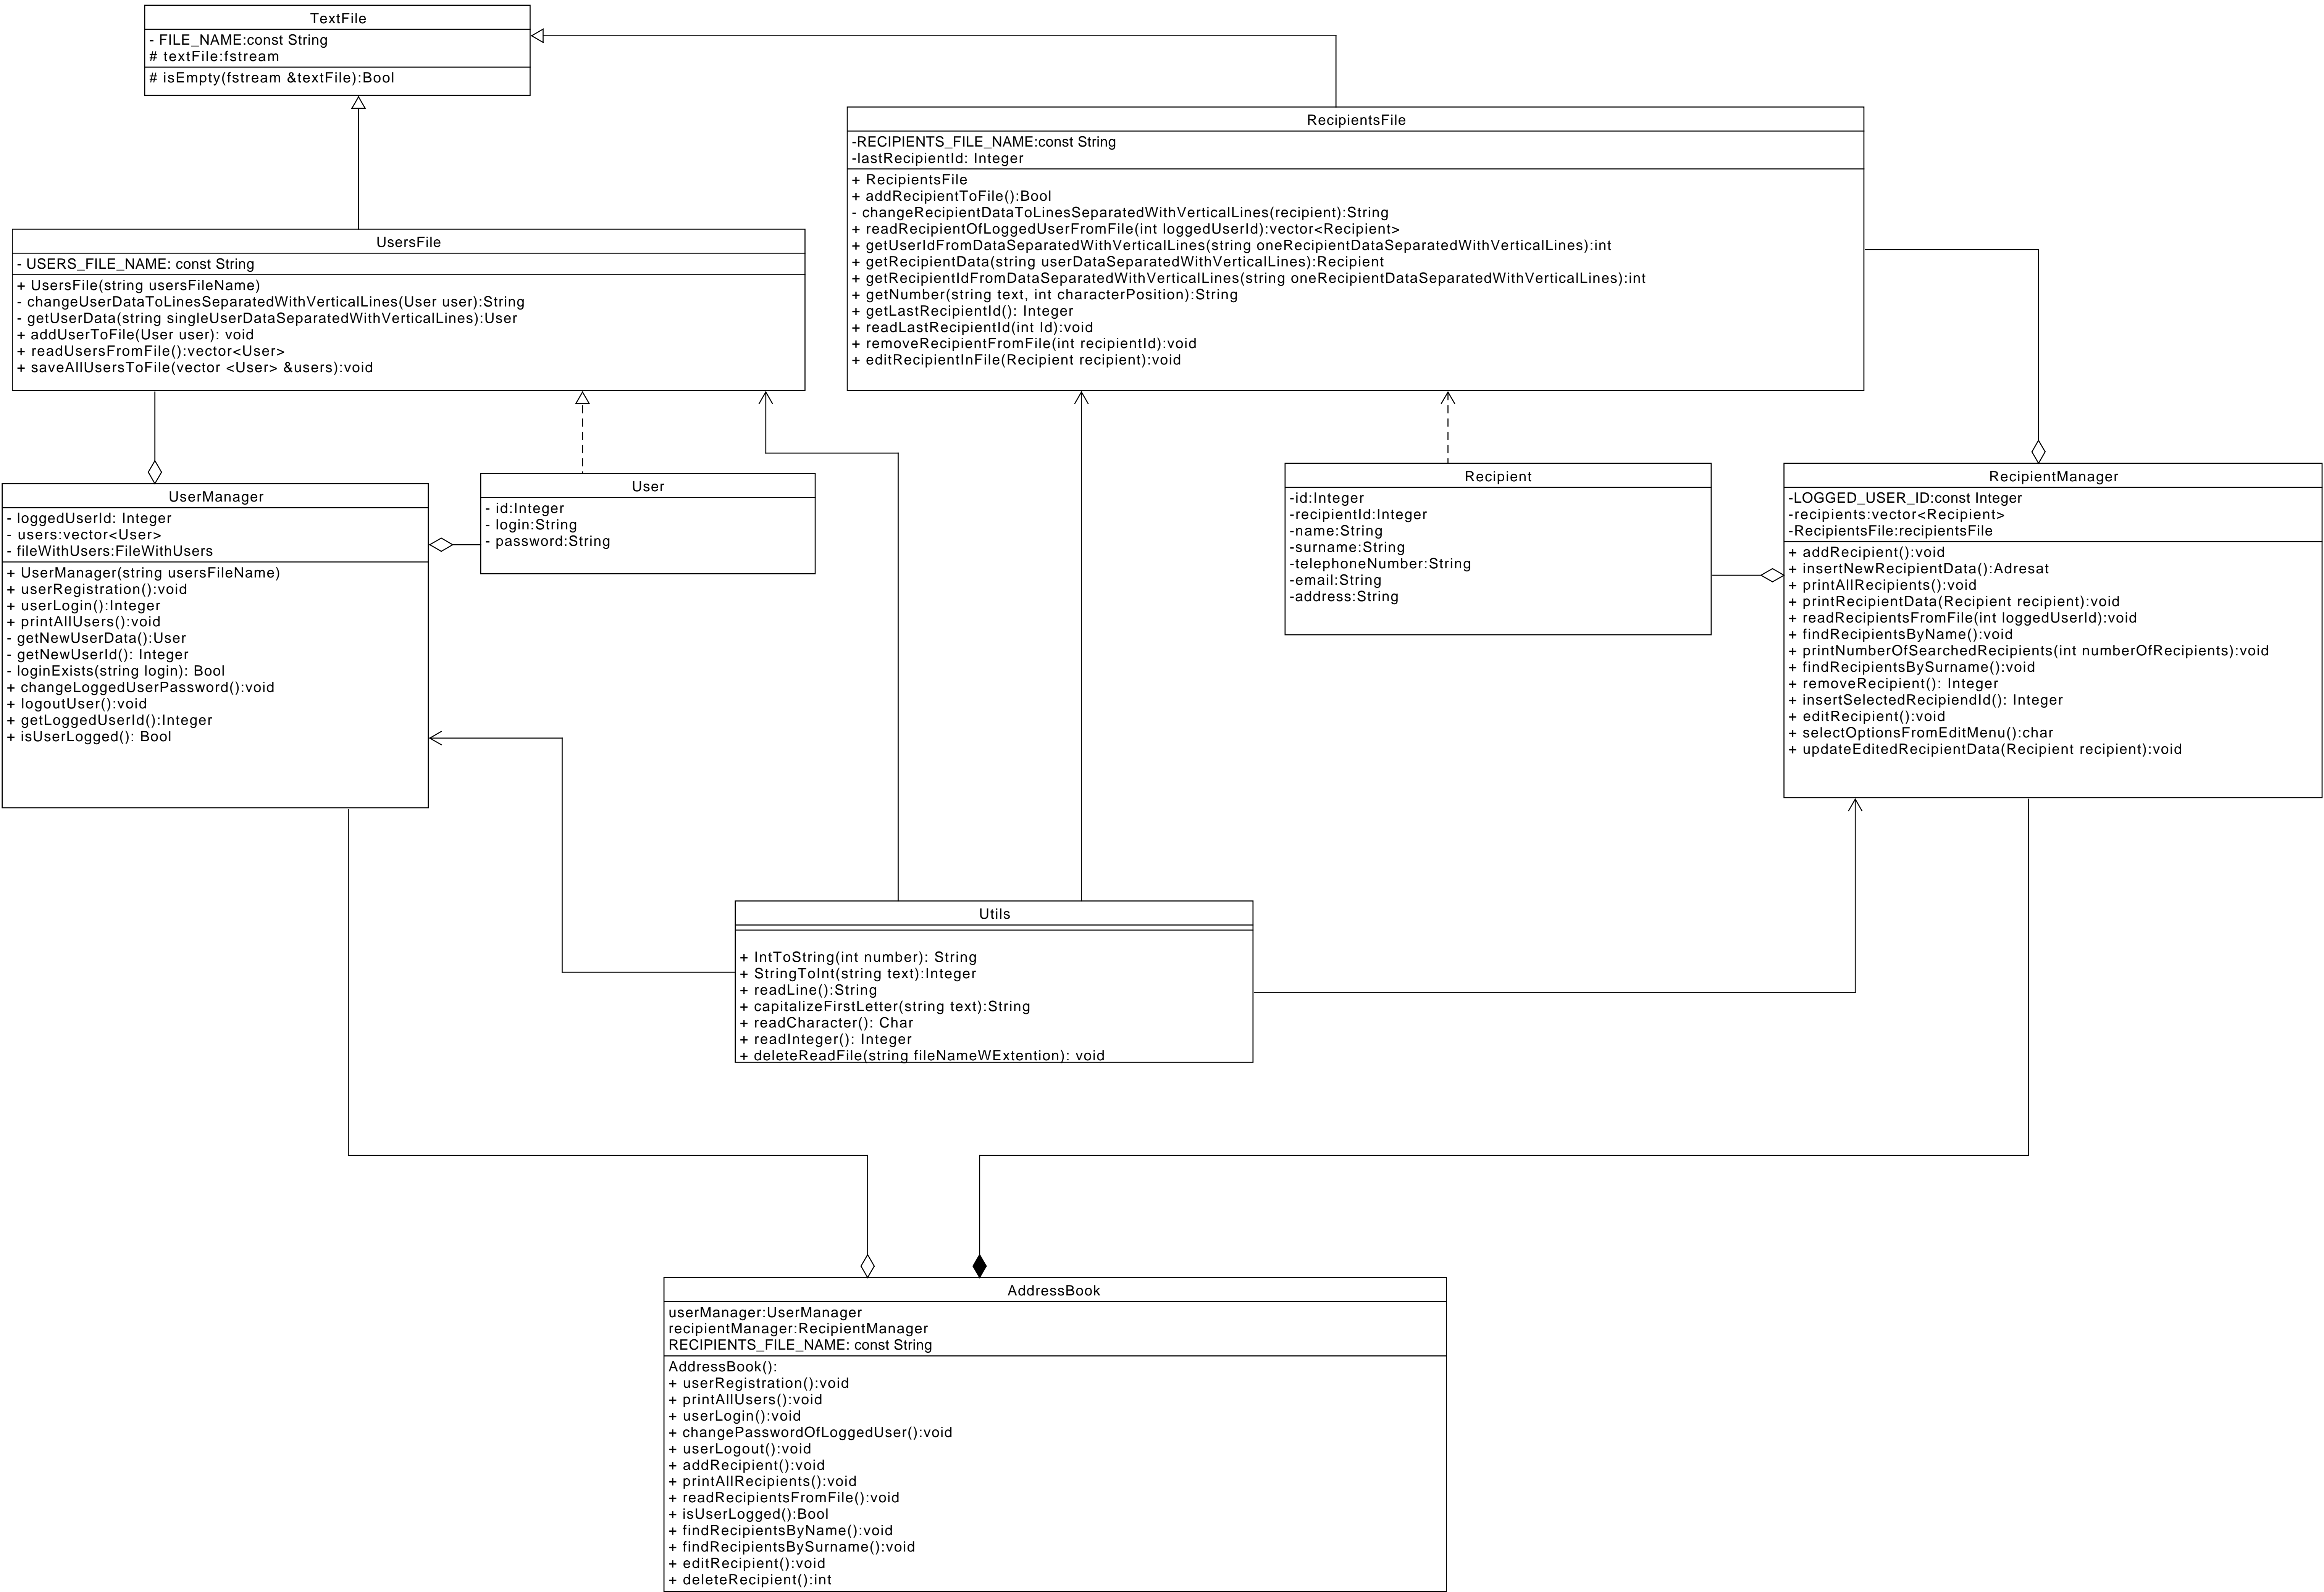 TextFile
- FILE_NAME:const String
# textFile:fstream
# isEmpty(fstream &textFile):Bool
RecipientsFile
-RECIPIENTS_FILE_NAME:const String
-lastRecipientId: Integer
+ RecipientsFile
+ addRecipientToFile():Bool
- changeRecipientDataToLinesSeparatedWithVerticalLines(recipient):String
+ readRecipientOfLoggedUserFromFile(int loggedUserId):vector<Recipient>
+ getUserIdFromDataSeparatedWithVerticalLines(string oneRecipientDataSeparatedWithVerticalLines):int
+ getRecipientData(string userDataSeparatedWithVerticalLines):Recipient
+ getRecipientIdFromDataSeparatedWithVerticalLines(string oneRecipientDataSeparatedWithVerticalLines):int
+ getNumber(string text, int characterPosition):String
+ getLastRecipientId(): Integer
+ readLastRecipientId(int Id):void
+ removeRecipientFromFile(int recipientId):void
+ editRecipientInFile(Recipient recipient):void
UsersFile
- USERS_FILE_NAME: const String
+ UsersFile(string usersFileName)
- changeUserDataToLinesSeparatedWithVerticalLines(User user):String
- getUserData(string singleUserDataSeparatedWithVerticalLines):User
+ addUserToFile(User user): void
+ readUsersFromFile():vector<User>
+ saveAllUsersToFile(vector <User> &users):void
UserManager
- loggedUserId: Integer
- users:vector<User>
- fileWithUsers:FileWithUsers
+ UserManager(string usersFileName)
+ userRegistration():void
+ userLogin():Integer
+ printAllUsers():void
- getNewUserData():User
- getNewUserId(): Integer
- loginExists(string login): Bool
+ changeLoggedUserPassword():void
+ logoutUser():void
+ getLoggedUserId():Integer
+ isUserLogged(): Bool
User
- id:Integer
- login:String
- password:String
Recipient
-id:Integer
-recipientId:Integer
-name:String
-surname:String
-telephoneNumber:String
-email:String
-address:String
RecipientManager
-LOGGED_USER_ID:const Integer
-recipients:vector<Recipient>
-RecipientsFile:recipientsFile
+ addRecipient():void
+ insertNewRecipientData():Adresat
+ printAllRecipients():void
+ printRecipientData(Recipient recipient):void
+ readRecipientsFromFile(int loggedUserId):void
+ findRecipientsByName():void
+ printNumberOfSearchedRecipients(int numberOfRecipients):void
+ findRecipientsBySurname():void
+ removeRecipient(): Integer
+ insertSelectedRecipiendId(): Integer
+ editRecipient():void
+ selectOptionsFromEditMenu():char
+ updateEditedRecipientData(Recipient recipient):void
Utils
+ IntToString(int number): String
+ StringToInt(string text):Integer
+ readLine():String
+ capitalizeFirstLetter(string text):String
+ readCharacter(): Char
+ readInteger(): Integer
+ deleteReadFile(string fileNameWExtention): void
AddressBook
userManager:UserManager
recipientManager:RecipientManager
RECIPIENTS_FILE_NAME: const String
AddressBook():
+ userRegistration():void
+ printAllUsers():void
+ userLogin():void
+ changePasswordOfLoggedUser():void
+ userLogout():void
+ addRecipient():void
+ printAllRecipients():void
+ readRecipientsFromFile():void
+ isUserLogged():Bool
+ findRecipientsByName():void
+ findRecipientsBySurname():void
+ editRecipient():void
+ deleteRecipient():int